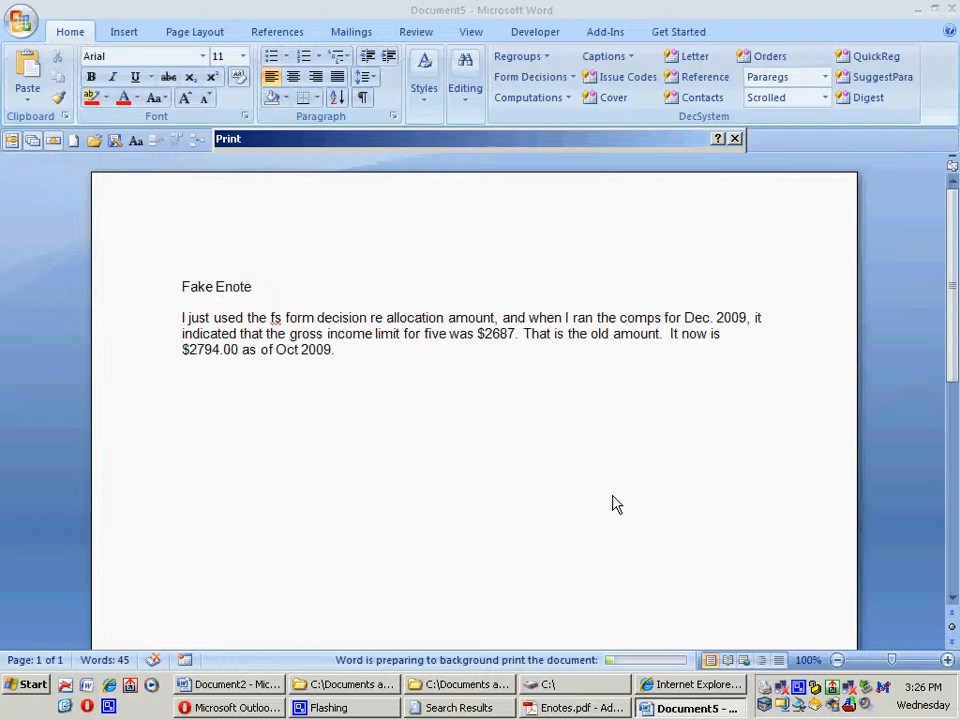 Document5 - Microsoft Word
Home Insert Page Layout References Mailings Review View Developer Add-Ins Get Started
Arial 11 Regroups Captions Letter Orders QuickReg
Paste Styles Editing Form Decisions Issue Codes Reference Pararegs SuggestPara
Computations Cover Contacts Scrolled Digest
Clipboard Font Paragraph DecSystem
Print
Fake Enote
I just used the fs form decision re allocation amount, and when I ran the comps for Dec. 2009, it
indicated that the gross income limit for five was $2687. That is the old amount. It now is
$2794.00 as of Oct 2009.
Page: 1 of 1 Words: 45 Word is preparing to background print the document: 100%
Start Document2 - Mic... C:\Documents a... C:\Documents a... C:\ Internet Explore... 3:26 PM
Microsoft Outloo... Flashing Search Results Enotes.pdf - Ad... Document5 - ... Wednesday